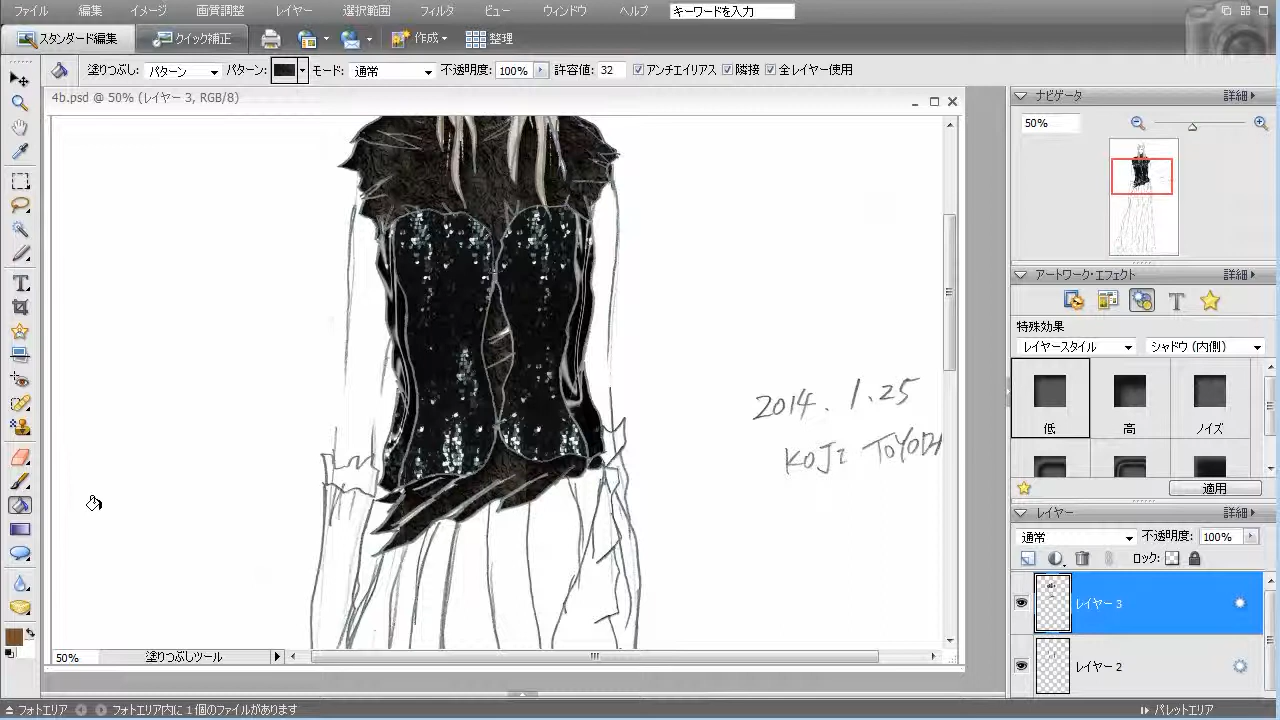 ファイル 編集 イメージ 画質調整 レイヤー 選択範囲 フィルタ ビュー ウィンドウ ヘルプ キーワードを入力
スタンダード編集 クイック補正 作成 整理
塗りつぶし: パターン パターン: モード: 通常 不透明度: 100% 許容値: 32 アンチエイリアス 隣接 全レイヤー使用
4b.psd @ 50% (レイヤー 3, RGB/8)
2014.1.25
KOJI TOYODA
50% 塗りつぶしツール
ナビゲータ 詳細
50%
アートワーク・エフェクト 詳細
特殊効果
レイヤースタイル シャドウ (内側)
低 高 ノイズ
適用
レイヤー 詳細
通常 不透明度: 100%
ロック:
レイヤー 3
レイヤー 2
フォトエリア フォトエリア内に 1 個のファイルがあります パレットエリア